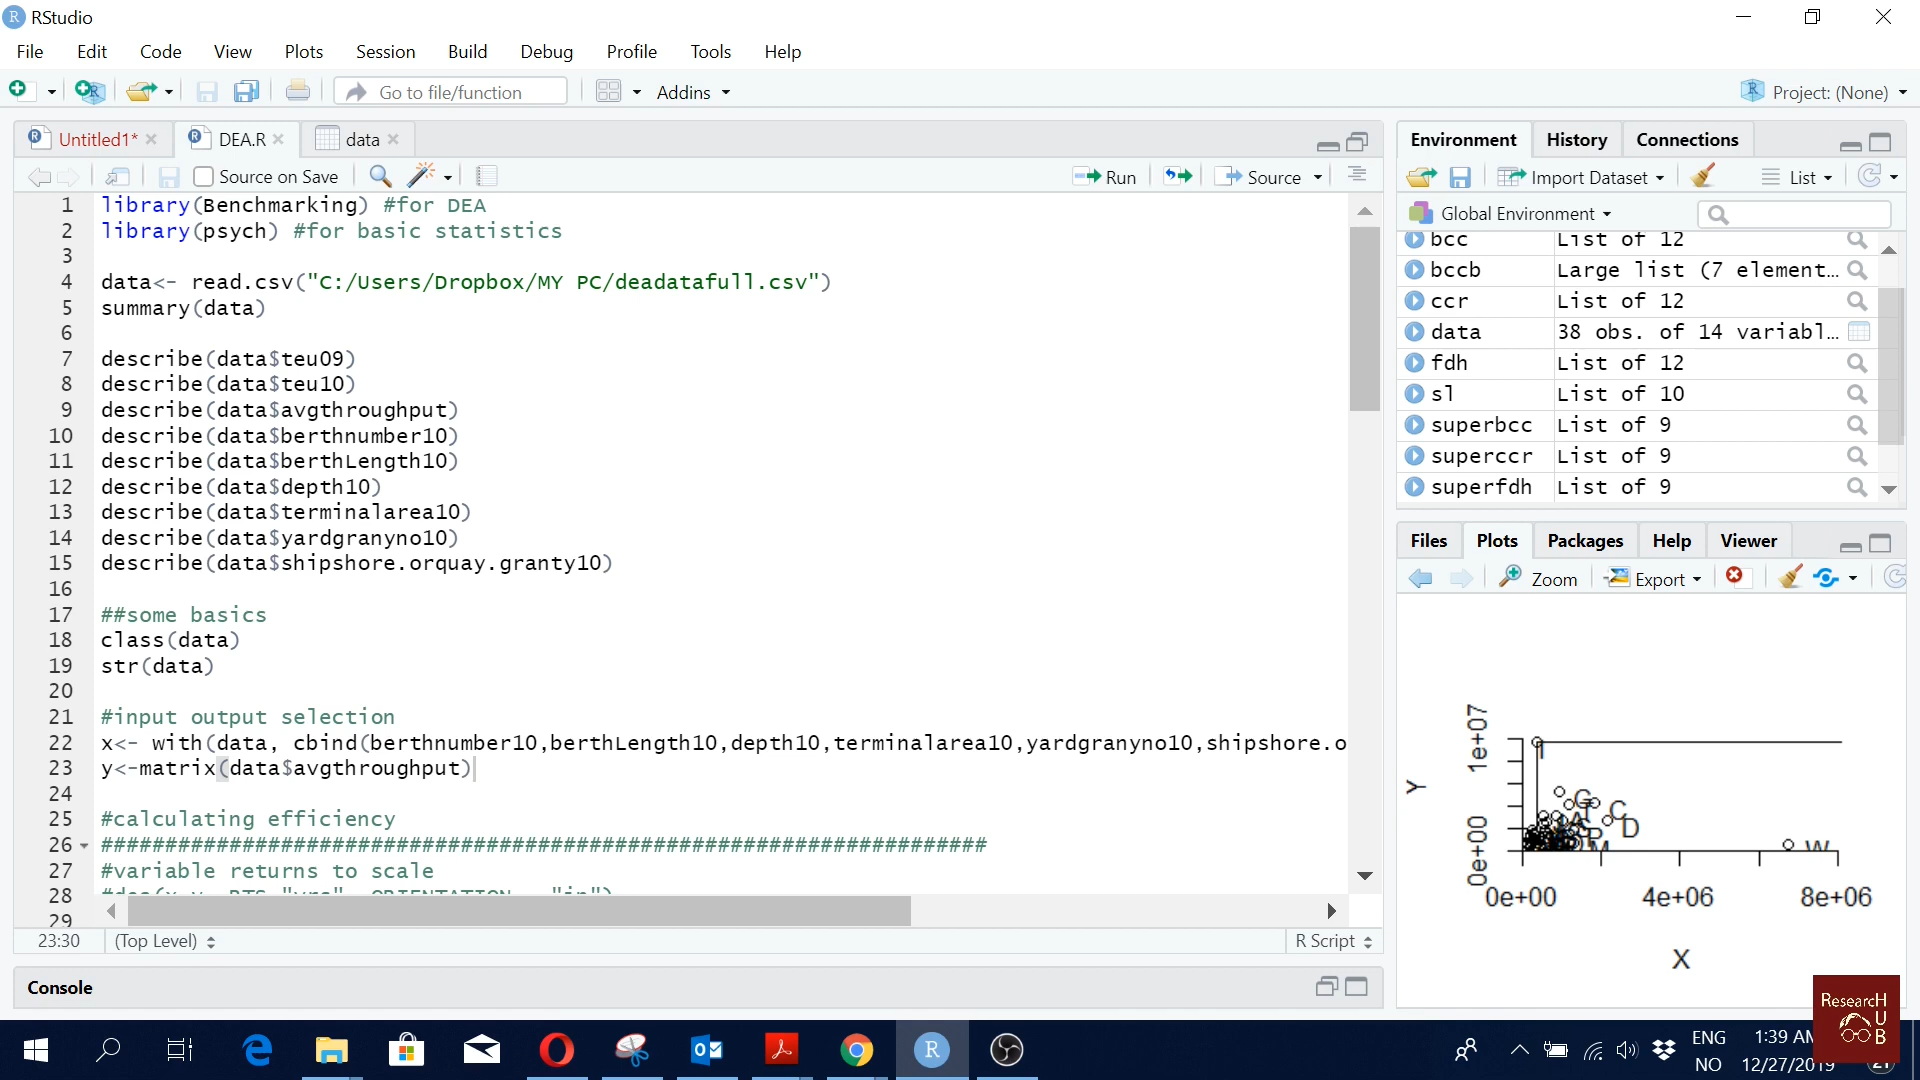 RStudio
File Edit Code View Plots Session Build Debug Profile Tools Help
Go to file/function Addins Project: (None)
Untitled1* DEA.R data
Source on Save Run Source
1 library(Benchmarking) #for DEA
2 library(psych) #for basic statistics
3
4 data<- read.csv("C:/Users/Dropbox/MY PC/deadatafull.csv")
5 summary(data)
6
7 describe(data$teu09)
8 describe(data$teu10)
9 describe(data$avgthroughput)
10 describe(data$berthnumber10)
11 describe(data$berthLength10)
12 describe(data$depth10)
13 describe(data$terminalarea10)
14 describe(data$yardgranyno10)
15 describe(data$shipshore.orquay.granty10)
16
17 ##some basics
18 class(data)
19 str(data)
20
21 #input output selection
22 x<- with(data, cbind(berthnumber10,berthLength10,depth10,terminalarea10,yardgranyno10,shipshore.o
23 y<-matrix(data$avgthroughput)
24
25 #calculating efficiency
26 #####################################################################
27 #variable returns to scale
28
29
23:30 (Top Level) R Script
Console
Environment History Connections
Import Dataset List
Global Environment
bcc List of 12
bccb Large list (7 element…
ccr List of 12
data 38 obs. of 14 variabl…
fdh List of 12
sl List of 10
superbcc List of 9
superccr List of 9
superfdh List of 9
Files Plots Packages Help Viewer
Zoom Export
Y
1e+07
0e+00
G
C
D
W
0e+00 4e+06 8e+06
X
ResearcH
U
B
ENG
NO
1:39 AM
12/27/2019